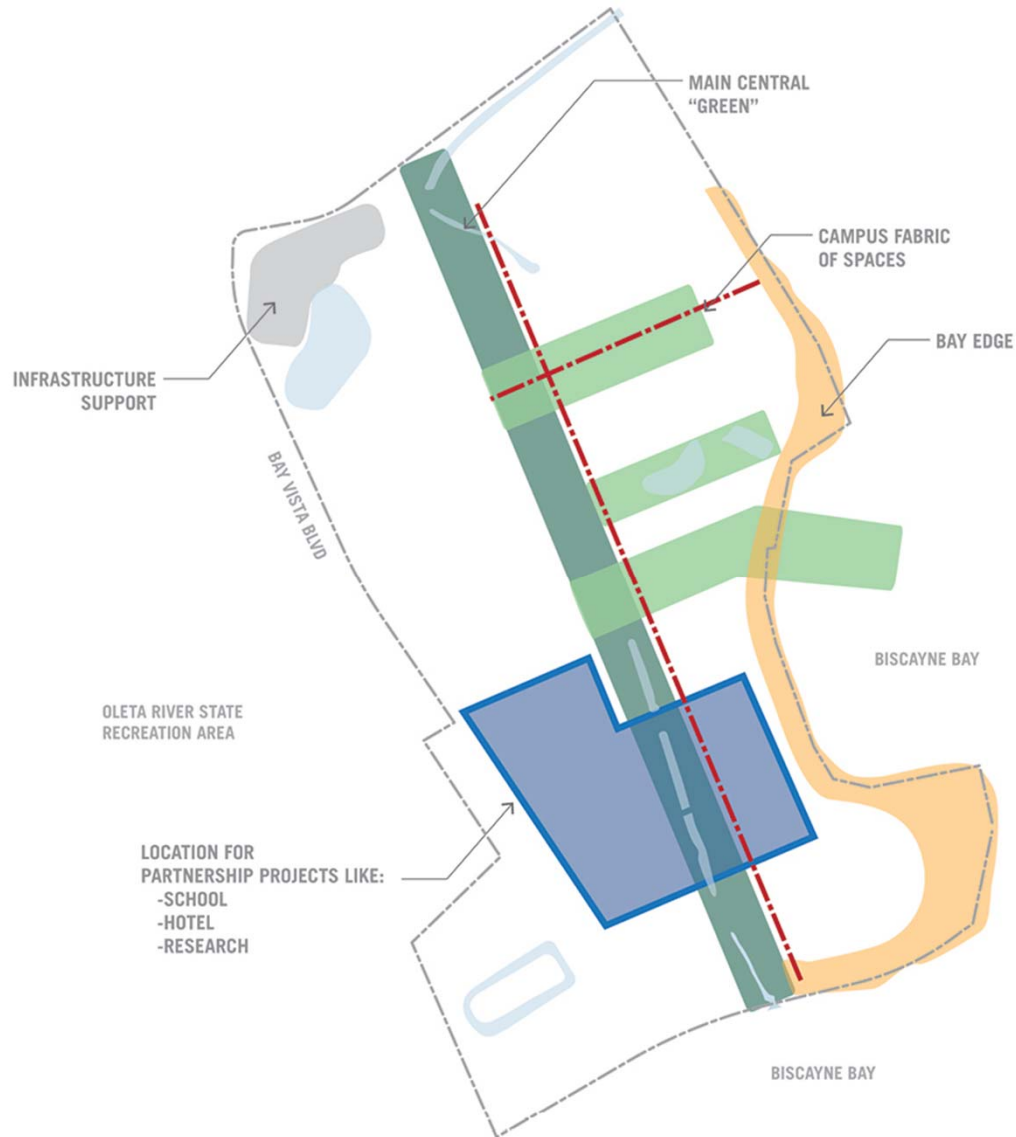 MAIN CENTRAL
“GREEN”
CAMPUS FABRIC
OF SPACES
BAY EDGE
INFRASTRUCTURE
SUPPORT
BAY VISTA BLVD
BISCAYNE BAY
OLETA RIVER STATE
RECREATION AREA
LOCATION FOR
PARTNERSHIP PROJECTS LIKE:
-SCHOOL
-HOTEL
-RESEARCH
BISCAYNE BAY